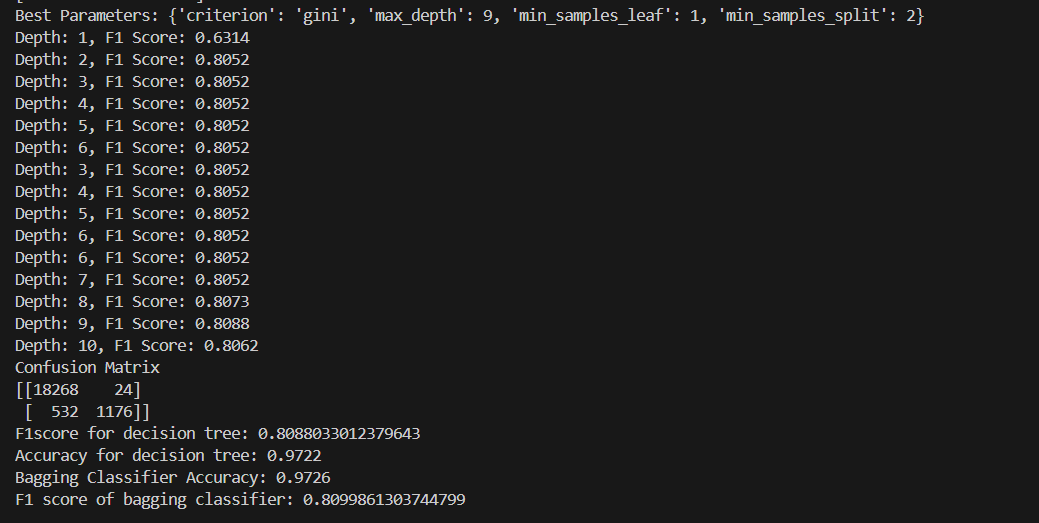 Best Parameters: {'criterion': 'gini', 'max_depth': 9, 'min_samples_leaf': 1, 'min_samples_split': 2}
Depth: 1, F1 Score: 0.6314
Depth: 2, F1 Score: 0.8052
Depth: 3, F1 Score: 0.8052
Depth: 4, F1 Score: 0.8052
Depth: 5, F1 Score: 0.8052
Depth: 6, F1 Score: 0.8052
Depth: 3, F1 Score: 0.8052
Depth: 4, F1 Score: 0.8052
Depth: 5, F1 Score: 0.8052
Depth: 6, F1 Score: 0.8052
Depth: 6, F1 Score: 0.8052
Depth: 7, F1 Score: 0.8052
Depth: 8, F1 Score: 0.8073
Depth: 9, F1 Score: 0.8088
Depth: 10, F1 Score: 0.8062
Confusion Matrix
[[18268    24]
 [  532  1176]]
F1score for decision tree: 0.8088033012379643
Accuracy for decision tree: 0.9722
Bagging Classifier Accuracy: 0.9726
F1 score of bagging classifier: 0.8099861303744799